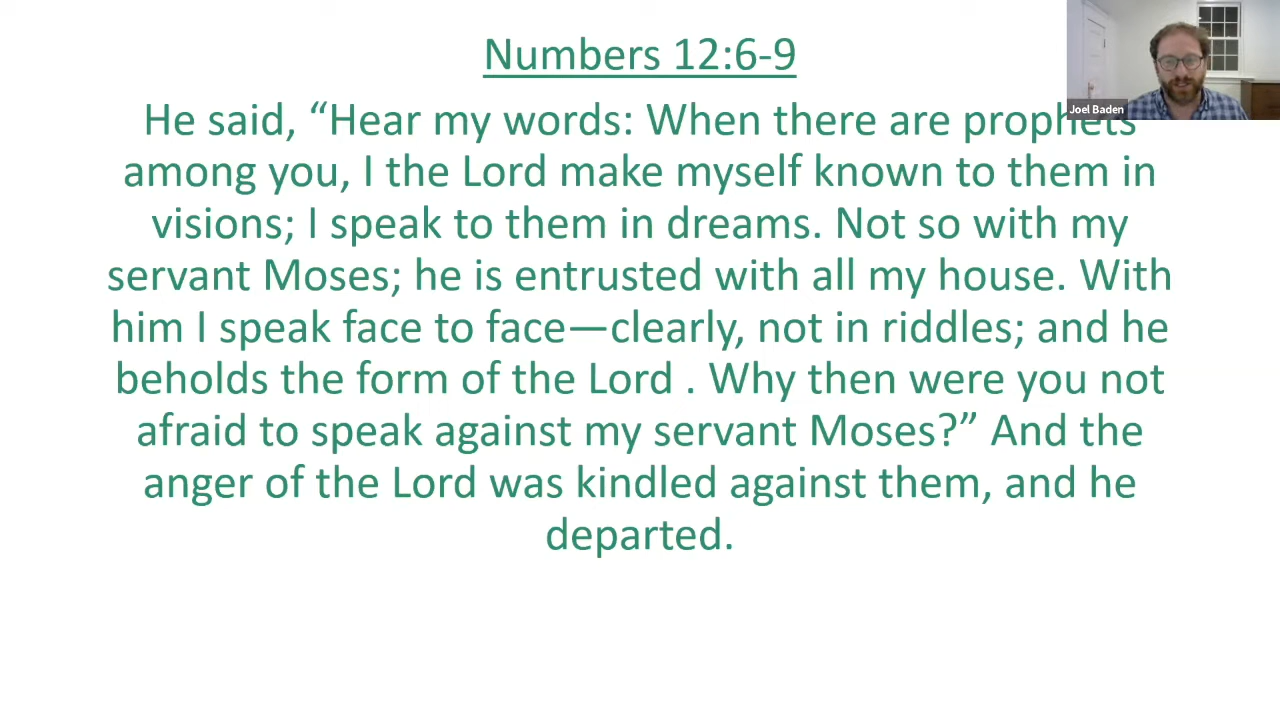 Numbers 12:6-9
He said, “Hear my words: When there are prophets
among you, I the Lord make myself known to them in
visions; I speak to them in dreams. Not so with my
servant Moses; he is entrusted with all my house. With
him I speak face to face—clearly, not in riddles; and he
beholds the form of the Lord . Why then were you not
afraid to speak against my servant Moses?” And the
anger of the Lord was kindled against them, and he
departed.
Joel Baden